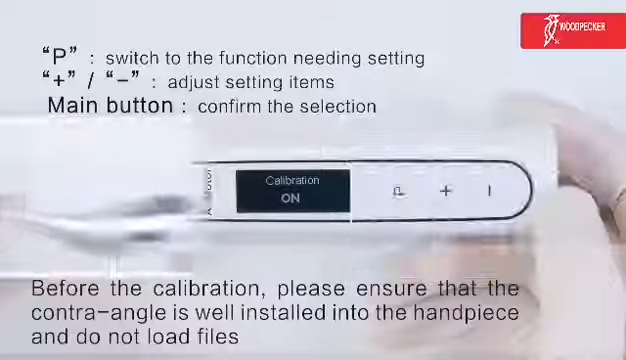 WOODPECKER
“P” : switch to the function needing setting
“+” / “−” : adjust setting items
Main button : confirm the selection
Calibration
ON
Before the calibration, please ensure that the
contra-angle is well installed into the handpiece
and do not load files